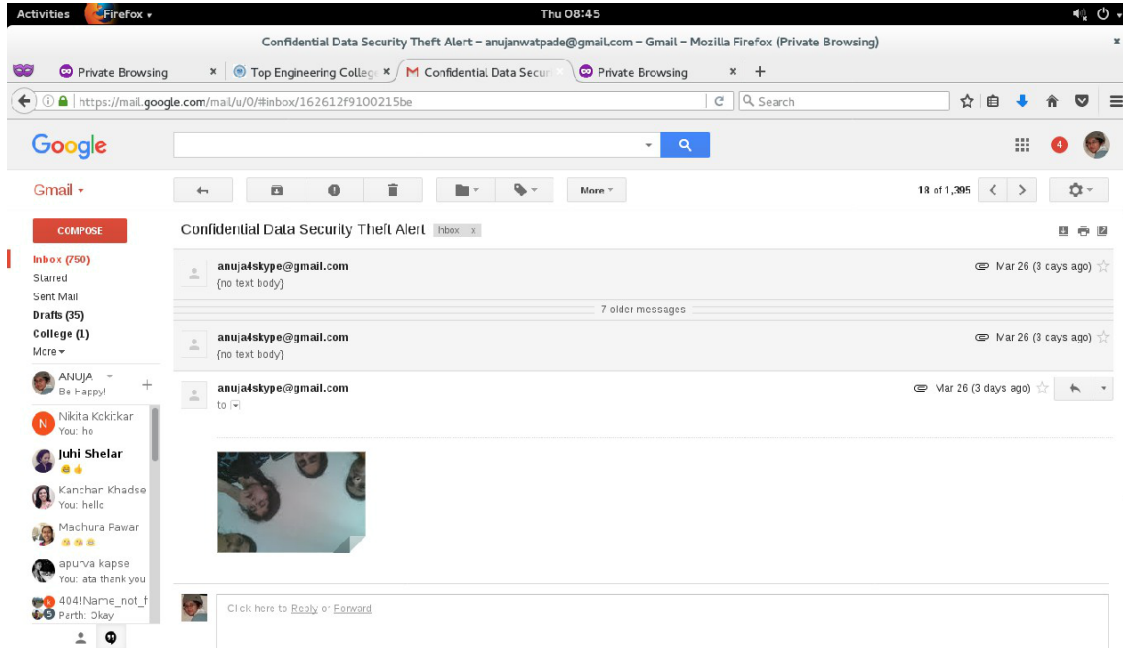 Activities Firefox Thu 08:45
Confidential Data Security Theft Alert – anujanwatpade@gmail.com – Gmail – Mozilla Firefox (Private Browsing)
Private Browsing Top Engineering Colleg Confidential Data Securi Private Browsing
https://mail.google.com/mail/u/0/#inbox/162612f9100215be Search
Google 4
Gmail More 18 of 1,395
COMPOSE
Confidential Data Security Theft Alert Inbox x
Inbox (750)
Starred
Sent Mail
Drafts (35)
College (1)
More
anuja4skype@gmail.com Mar 26 (3 days ago)
{no text body}
7 older messages
anuja4skype@gmail.com Mar 26 (3 days ago)
{no text body}
anuja4skype@gmail.com Mar 26 (3 days ago)
to
ANUJA
Be Happy!
N
Nikita Kokitkar
You: ho
Juhi Shelar
Kanchan Khadse
You: hello
Pawar
apurva kapse
You: ata thank you
404!Name_not_f
5 Parth: Okay
Click here to Reply or Forward